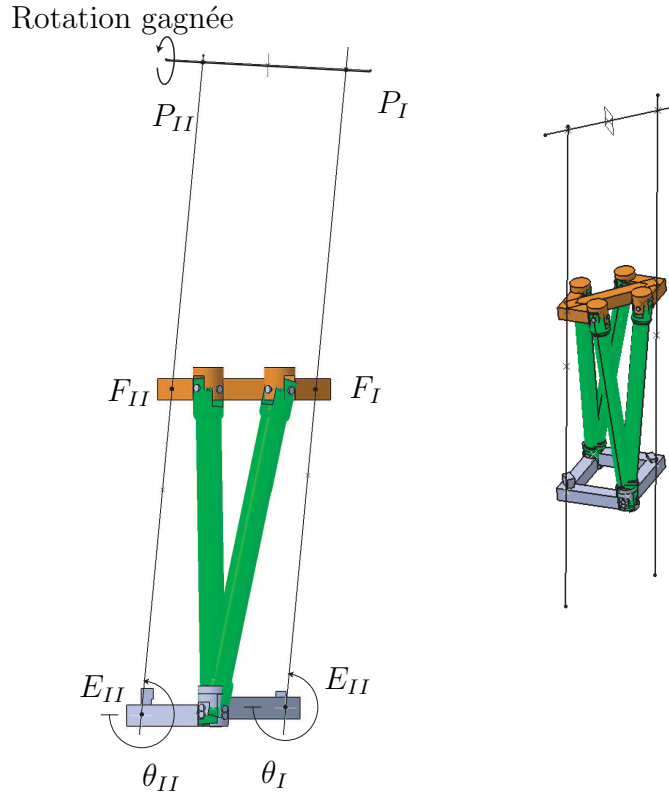 Rotation gagnée
P_{II}
P_I
F_{II}
F_I
E_{II}
E_{II}
θ_{II}
θ_I